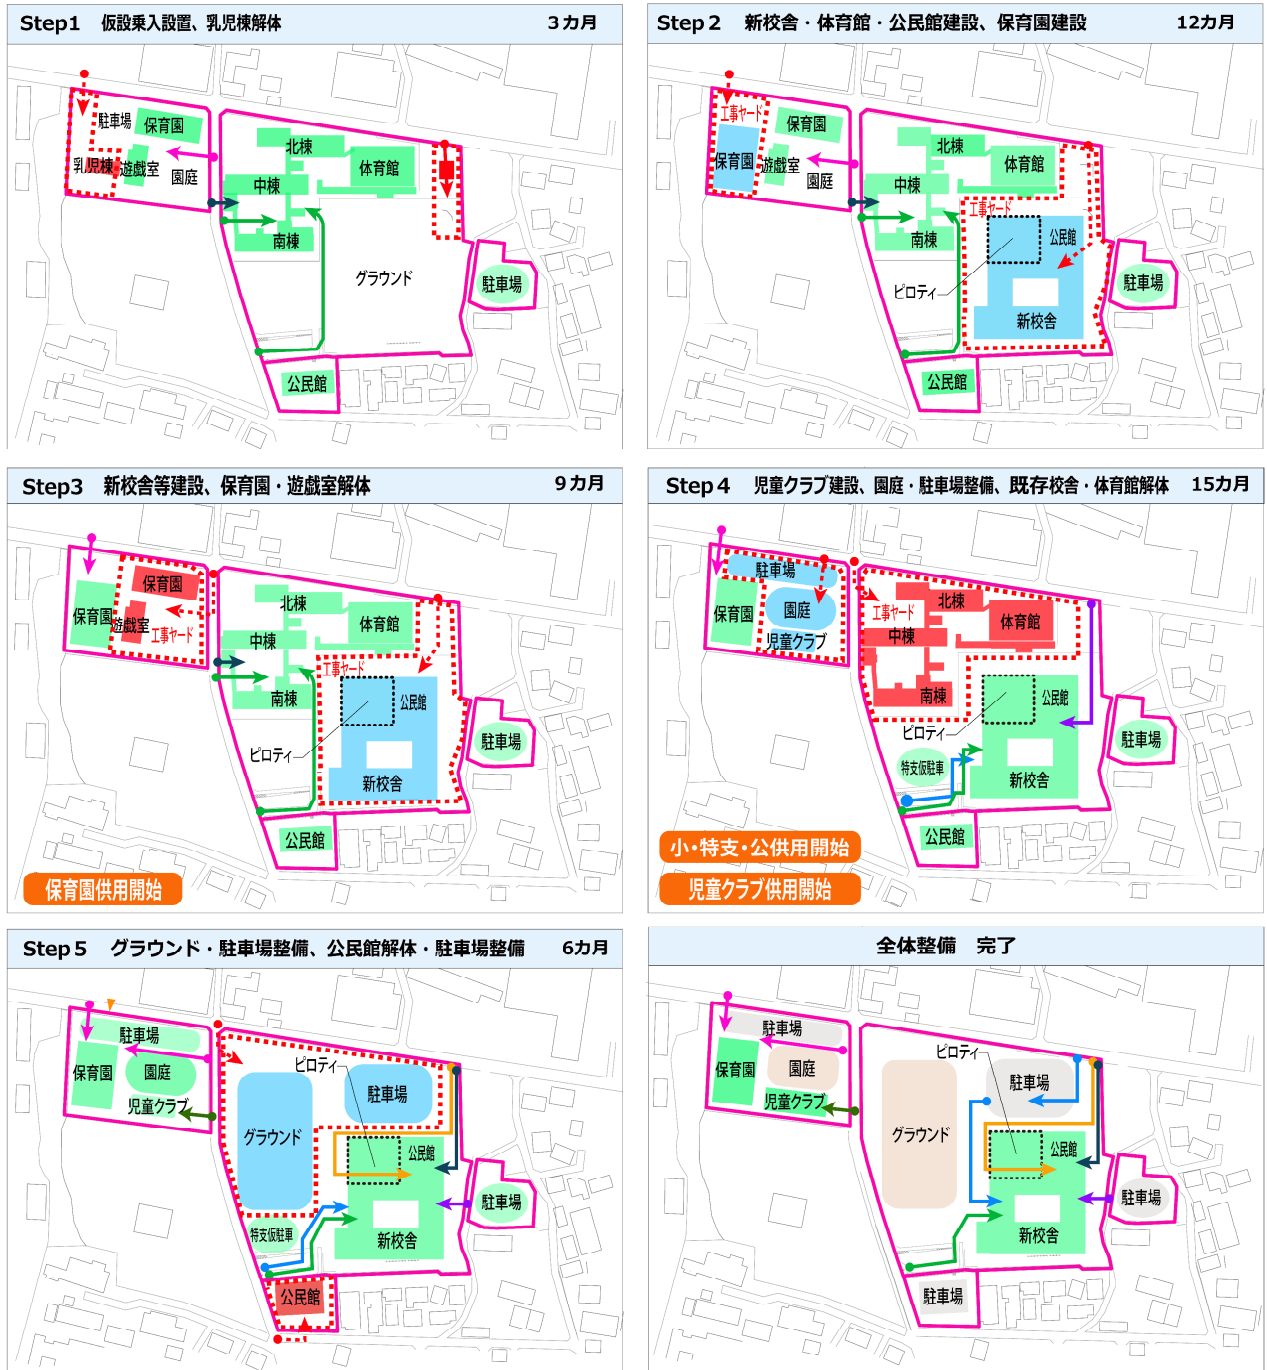 Step1 仮設乗入設置、乳児棟解体 3カ月
駐車場
保育園
乳児棟
遊戯室
園庭
北棟
体育館
中棟
南棟
グラウンド
駐車場
公民館
Step2 新校舎・体育館・公民館建設、保育園建設 12カ月
工事ヤード
保育園
保育園
遊戯室
園庭
北棟
体育館
中棟
南棟
工事ヤード
公民館
ピロティ
新校舎
駐車場
公民館
Step3 新校舎等建設、保育園・遊戯室解体 9カ月
保育園
保育園
遊戯室
工事ヤード
北棟
体育館
中棟
南棟
工事ヤード
公民館
ピロティ
新校舎
駐車場
公民館
保育園供用開始
Step4 児童クラブ建設、園庭・駐車場整備、既存校舎・体育館解体 15カ月
駐車場
保育園
園庭
児童クラブ
工事ヤード
北棟
体育館
中棟
南棟
公民館
ピロティ
特支仮駐車
新校舎
駐車場
公民館
小・特支・公供用開始
児童クラブ供用開始
Step5 グラウンド・駐車場整備、公民館解体・駐車場整備 6カ月
駐車場
保育園
園庭
児童クラブ
ピロティ
駐車場
グラウンド
公民館
特支仮駐車
新校舎
駐車場
公民館
全体整備 完了
駐車場
保育園
園庭
児童クラブ
ピロティ
駐車場
グラウンド
公民館
新校舎
駐車場
駐車場